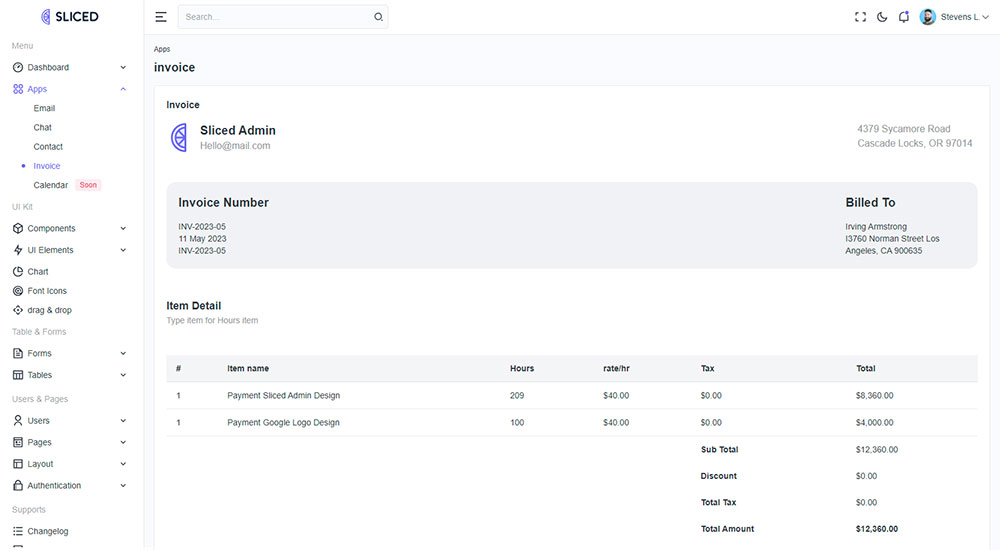 SLICED
Search...
Stevens L
Menu
Dashboard
Apps
Email
Chat
Contact
Invoice
Calendar Soon
UI Kit
Components
UI Elements
Chart
Font Icons
drag & drop
Table & Forms
Forms
Tables
Users & Pages
Users
Pages
Layout
Authentication
Supports
Changelog
Apps
invoice
Invoice
Sliced Admin
Hello@mail.com
4379 Sycamore Road
Cascade Locks, OR 97014
Invoice Number
INV-2023-05
11 May 2023
INV-2023-05
Billed To
Irving Armstrong
I3760 Norman Street Los
Angeles, CA 900635
Item Detail
Type item for Hours item
# Item name Hours rate/hr Tax Total
1 Payment Sliced Admin Design 209 $40.00 $0.00 $8,360.00
1 Payment Google Logo Design 100 $40.00 $0.00 $4,000.00
Sub Total $12,360.00
Discount $0.00
Total Tax $0.00
Total Amount $12,360.00